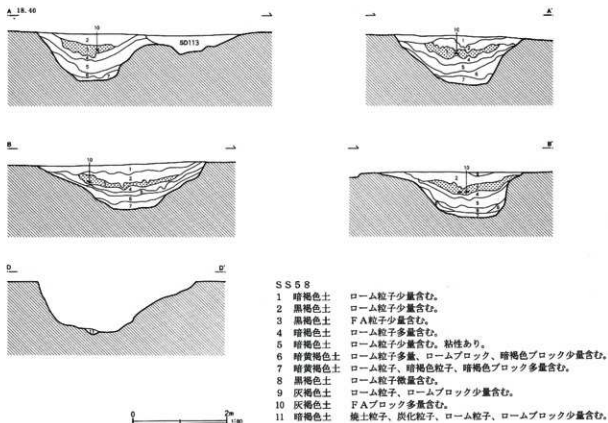 A 18.40
A'
10
SD113
10
B
B'
10
10
D
D'
SS58
1 暗褐色土 ローム粒子少量含む。
2 黒褐色土 ローム粒子少量含む。
3 黒褐色土 FA粒子少量含む。
4 暗褐色土 ローム粒子多量含む。
5 暗褐色土 ローム粒子少量含む。粘性あり。
6 暗黄褐色土 ローム粒子多量、ロームブロック、暗褐色ブロック少量含む。
7 暗黄褐色土 ローム粒子、暗褐色粒子、暗褐色ブロック多量含む。
8 黒褐色土 ローム粒子微量含む。
9 灰褐色土 ローム粒子、ロームブロック少量含む。
10 灰褐色土 FAブロック多量含む。
11 暗褐色土 焼土粒子、炭化粒子、ローム粒子、ロームブロック少量含む。
0 2m